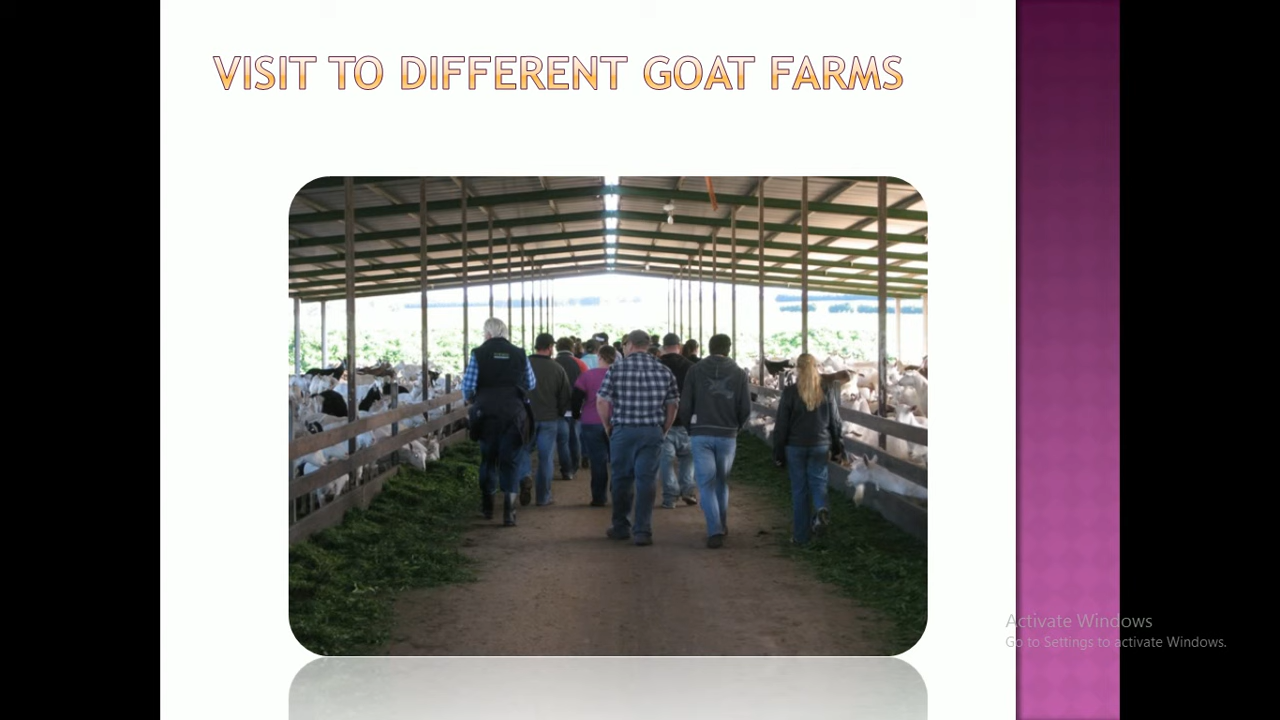 VISIT TO DIFFERENT GOAT FARMS
Activate Windows
Go to Settings to activate Windows.